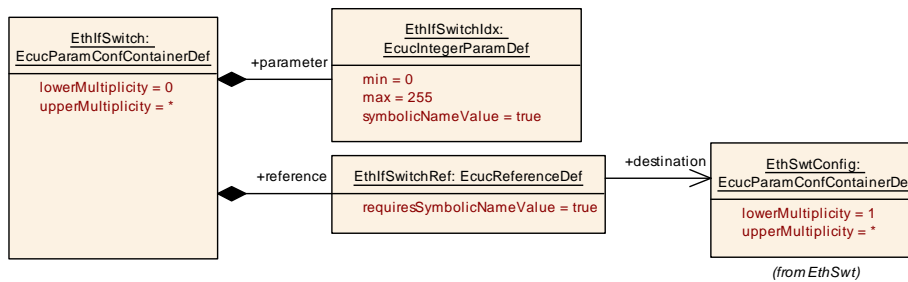 EthIfSwitch:
EcucParamConfContainerDef
lowerMultiplicity = 0
upperMultiplicity = *
+parameter
EthIfSwitchIdx:
EcucIntegerParamDef
min = 0
max = 255
symbolicNameValue = true
+reference
EthIfSwitchRef: EcucReferenceDef
requiresSymbolicNameValue = true
+destination
EthSwtConfig:
EcucParamConfContainerDef
lowerMultiplicity = 1
upperMultiplicity = *
(from EthSwt)